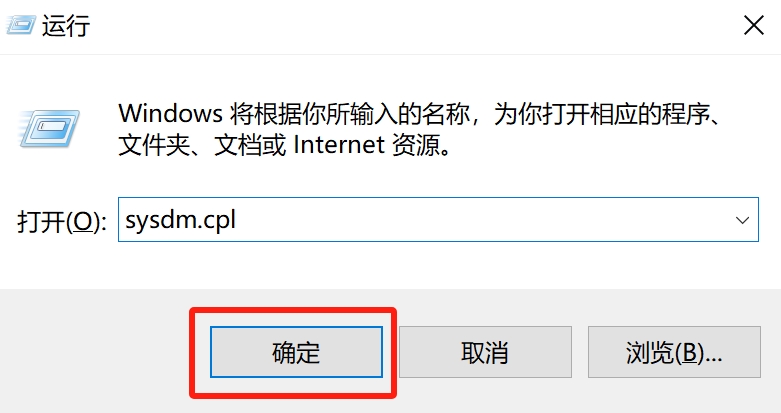 运行
Windows 将根据你所输入的名称，为你打开相应的程序、
文件夹、文档或 Internet 资源。
打开(O): sysdm.cpl
确定 取消 浏览(B)...